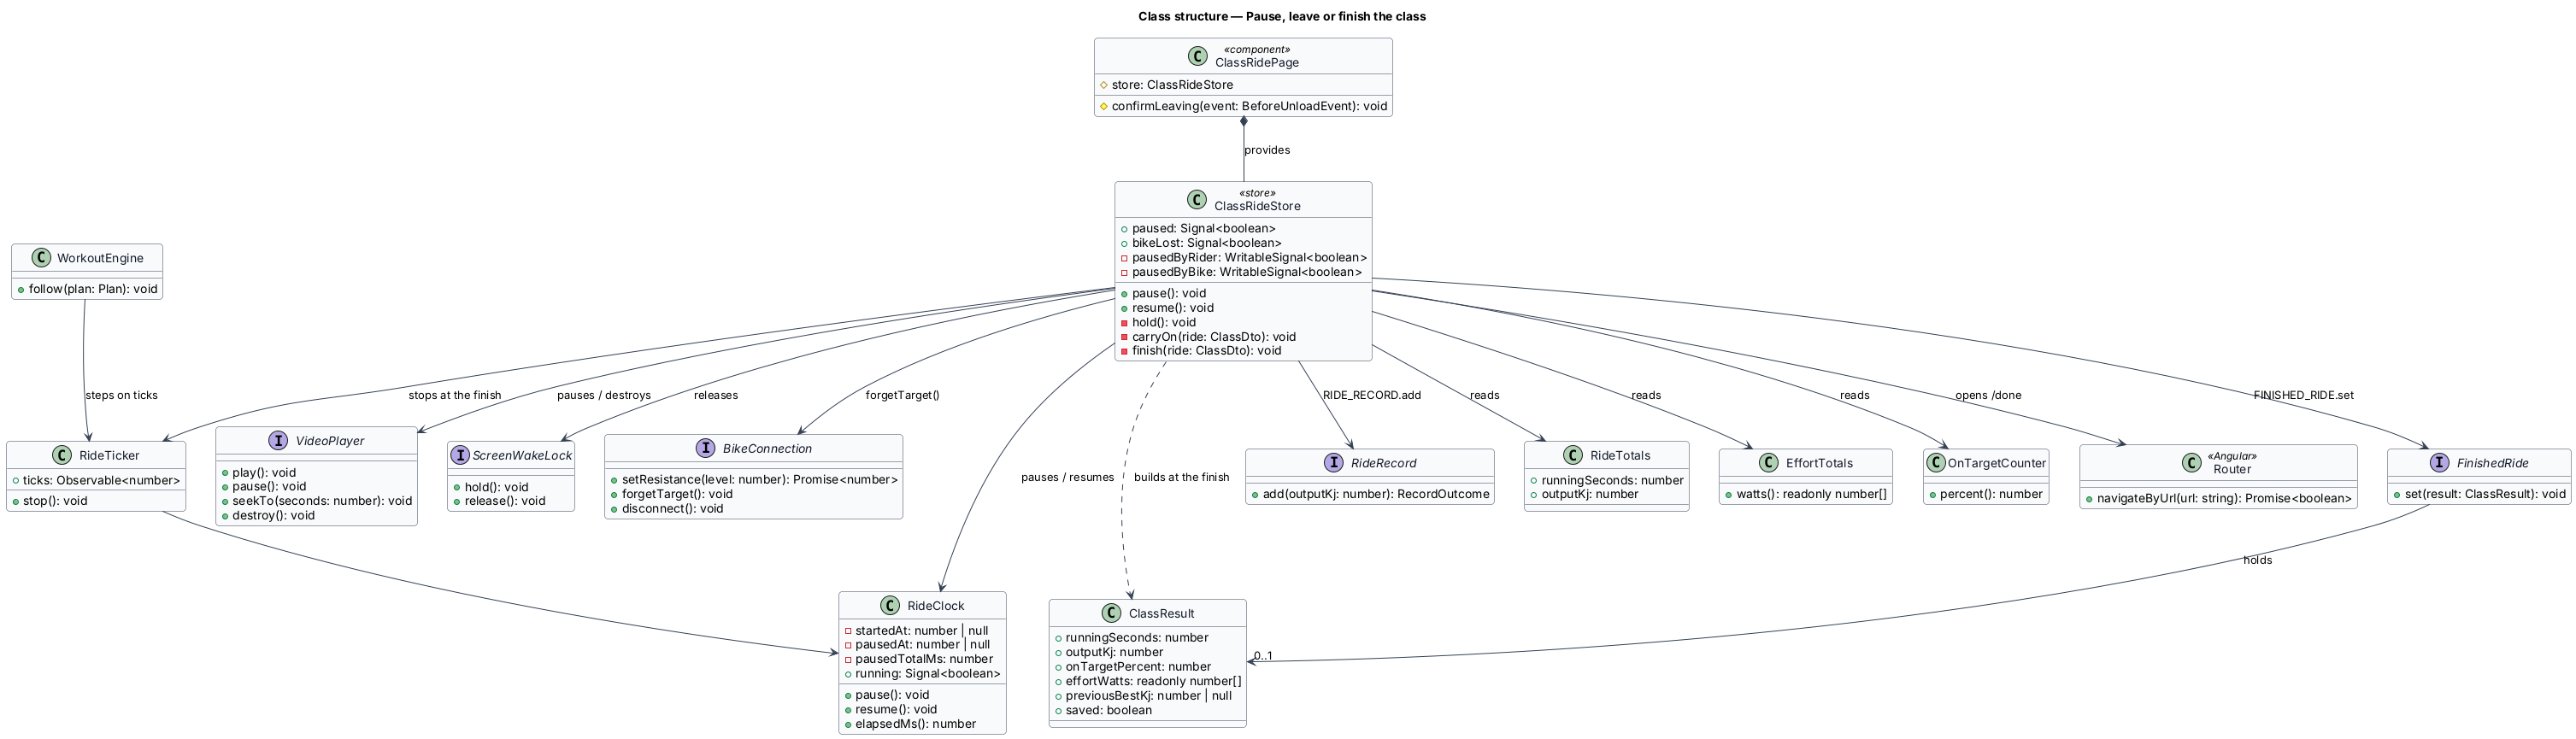 Class structure — Pause, leave or finish the class
«component»
ClassRidePage
store: ClassRideStore
confirmLeaving(event: BeforeUnloadEvent): void
provides
«store»
ClassRideStore
paused: Signal<boolean>
bikeLost: Signal<boolean>
pausedByRider: WritableSignal<boolean>
pausedByBike: WritableSignal<boolean>
pause(): void
resume(): void
hold(): void
carryOn(ride: ClassDto): void
finish(ride: ClassDto): void
WorkoutEngine
follow(plan: Plan): void
steps on ticks
stops at the finish
pauses / destroys
releases
forgetTarget()
pauses / resumes
builds at the finish
RIDE_RECORD.add
reads
reads
reads
opens /done
FINISHED_RIDE.set
RideTicker
ticks: Observable<number>
stop(): void
VideoPlayer
play(): void
pause(): void
seekTo(seconds: number): void
destroy(): void
ScreenWakeLock
hold(): void
release(): void
BikeConnection
setResistance(level: number): Promise<number>
forgetTarget(): void
disconnect(): void
RideRecord
add(outputKj: number): RecordOutcome
RideTotals
runningSeconds: number
outputKj: number
EffortTotals
watts(): readonly number[]
OnTargetCounter
percent(): number
«Angular»
Router
navigateByUrl(url: string): Promise<boolean>
FinishedRide
set(result: ClassResult): void
holds
0..1
RideClock
startedAt: number | null
pausedAt: number | null
pausedTotalMs: number
running: Signal<boolean>
pause(): void
resume(): void
elapsedMs(): number
ClassResult
runningSeconds: number
outputKj: number
onTargetPercent: number
effortWatts: readonly number[]
previousBestKj: number | null
saved: boolean